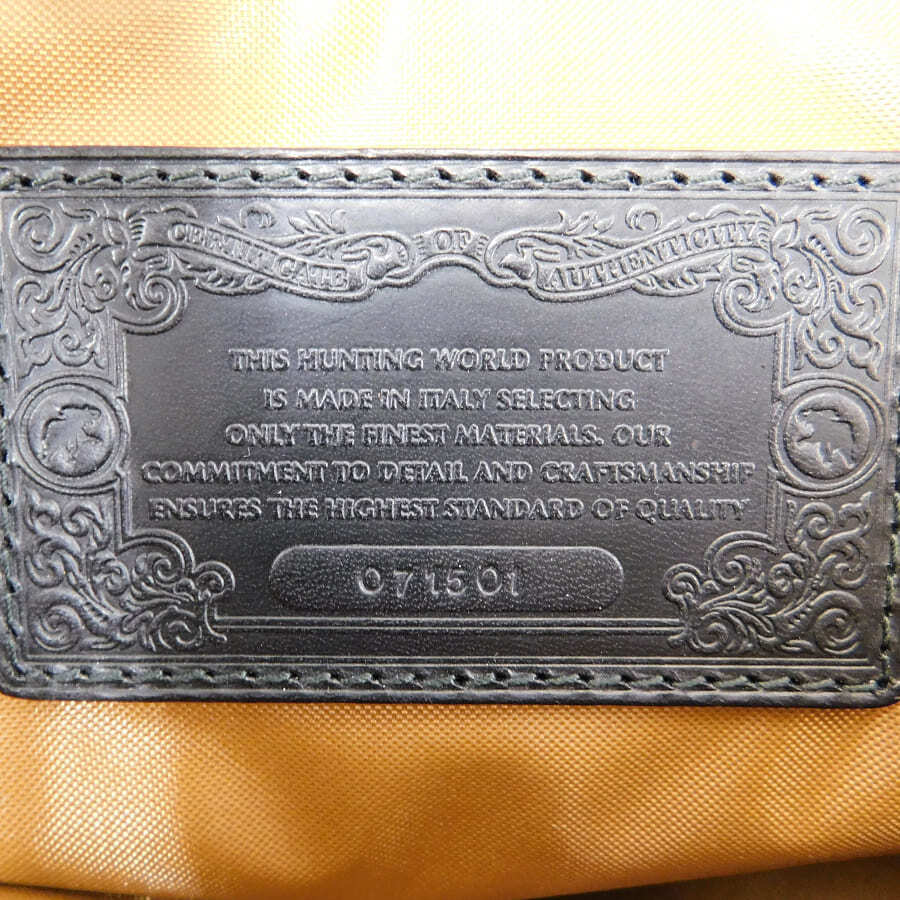 CERTIFICATE OF AUTHENTICITY
THIS HUNTING WORLD PRODUCT
IS MADE IN ITALY SELECTING
ONLY THE FINEST MATERIALS. OUR
COMMITMENT TO DETAIL AND CRAFTSMANSHIP
ENSURES THE HIGHEST STANDARD OF QUALITY
071501